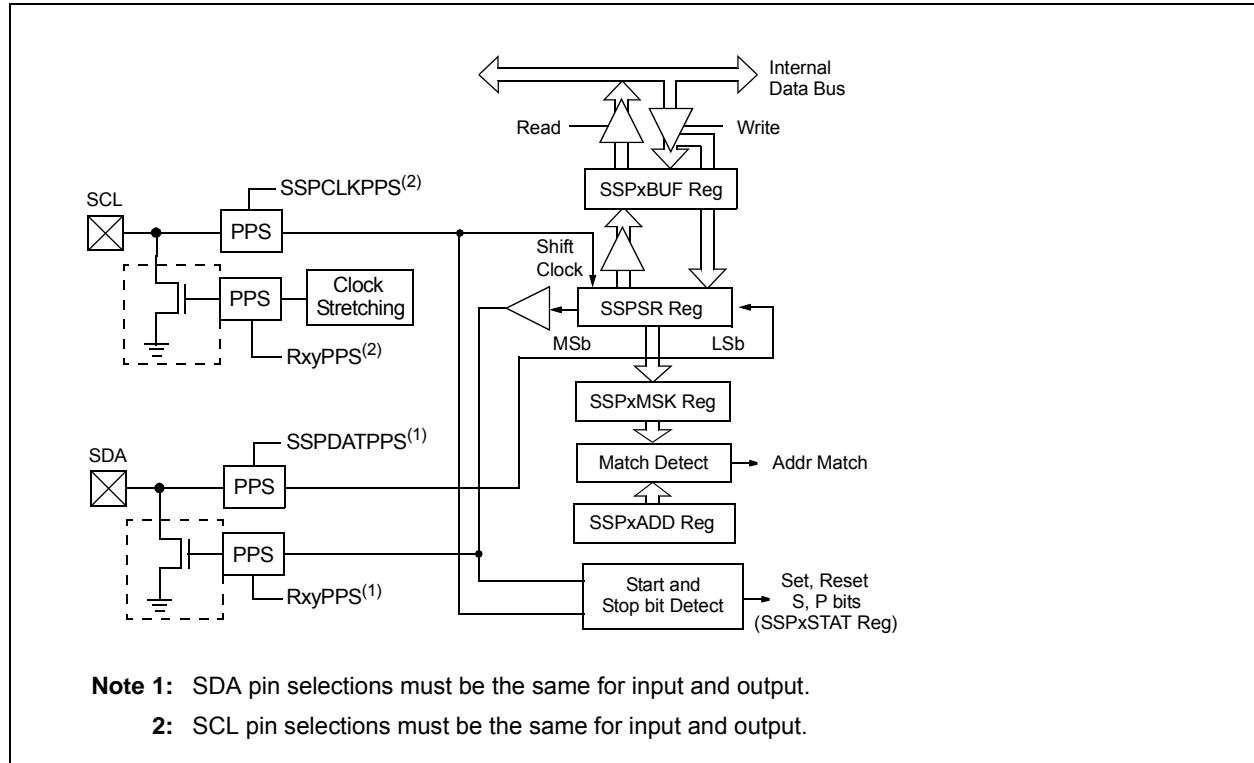 Internal
Data Bus
Read
Write
SSPxBUF Reg
SSPCLKPPS(2)
SCL
PPS
Shift
Clock
PPS
Clock
Stretching
SSPSR Reg
MSb
LSb
RxyPPS(2)
SSPxMSK Reg
SSPDATPPS(1)
SDA
PPS
Match Detect
Addr Match
SSPxADD Reg
PPS
RxyPPS(1)
Start and
Stop bit Detect
Set, Reset
S, P bits
(SSPxSTAT Reg)
Note 1: SDA pin selections must be the same for input and output.
2: SCL pin selections must be the same for input and output.